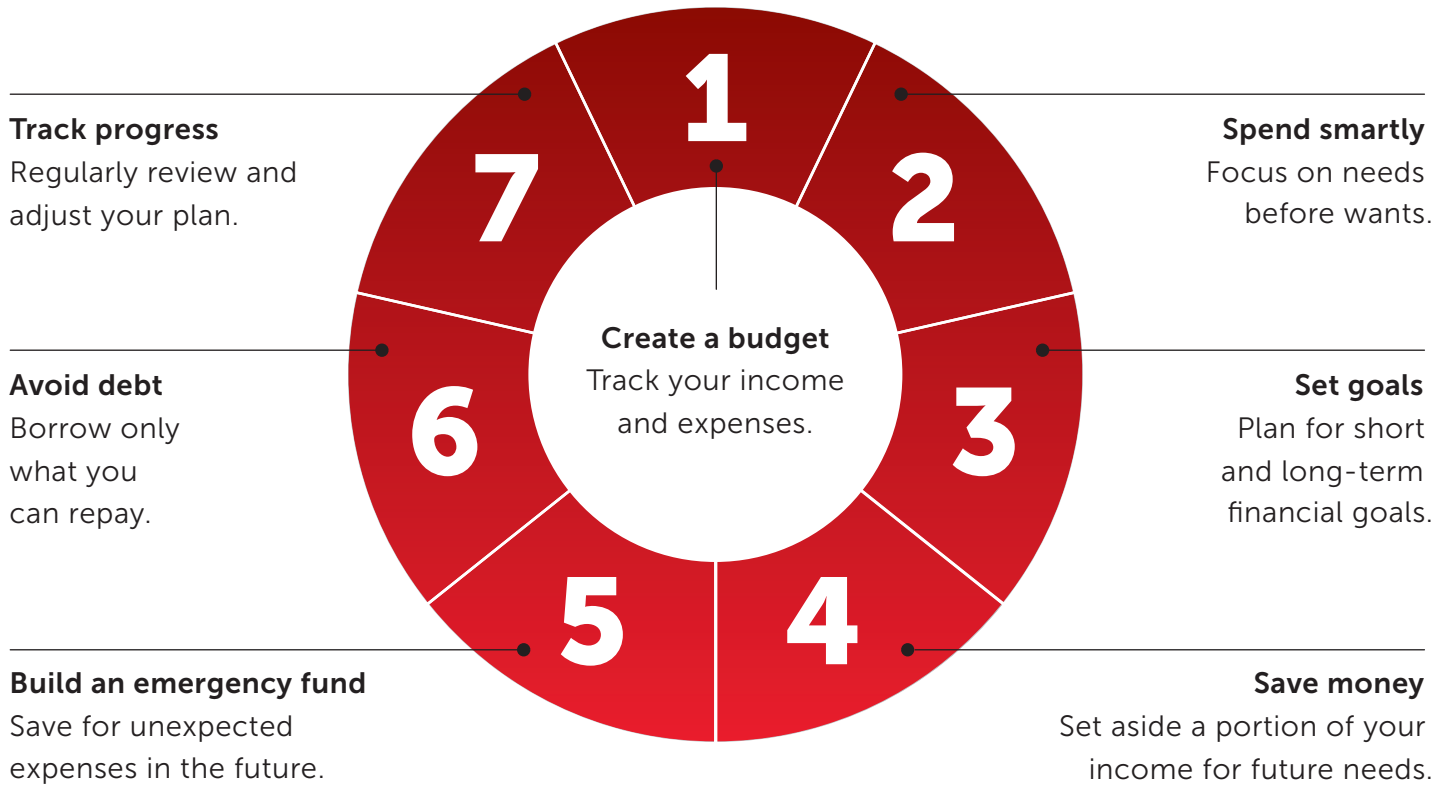 1
Create a budget
Track your income
and expenses.
2
Spend smartly
Focus on needs
before wants.
3
Set goals
Plan for short
and long-term
financial goals.
4
Save money
Set aside a portion of your
income for future needs.
5
Build an emergency fund
Save for unexpected
expenses in the future.
6
Avoid debt
Borrow only
what you
can repay.
7
Track progress
Regularly review and
adjust your plan.